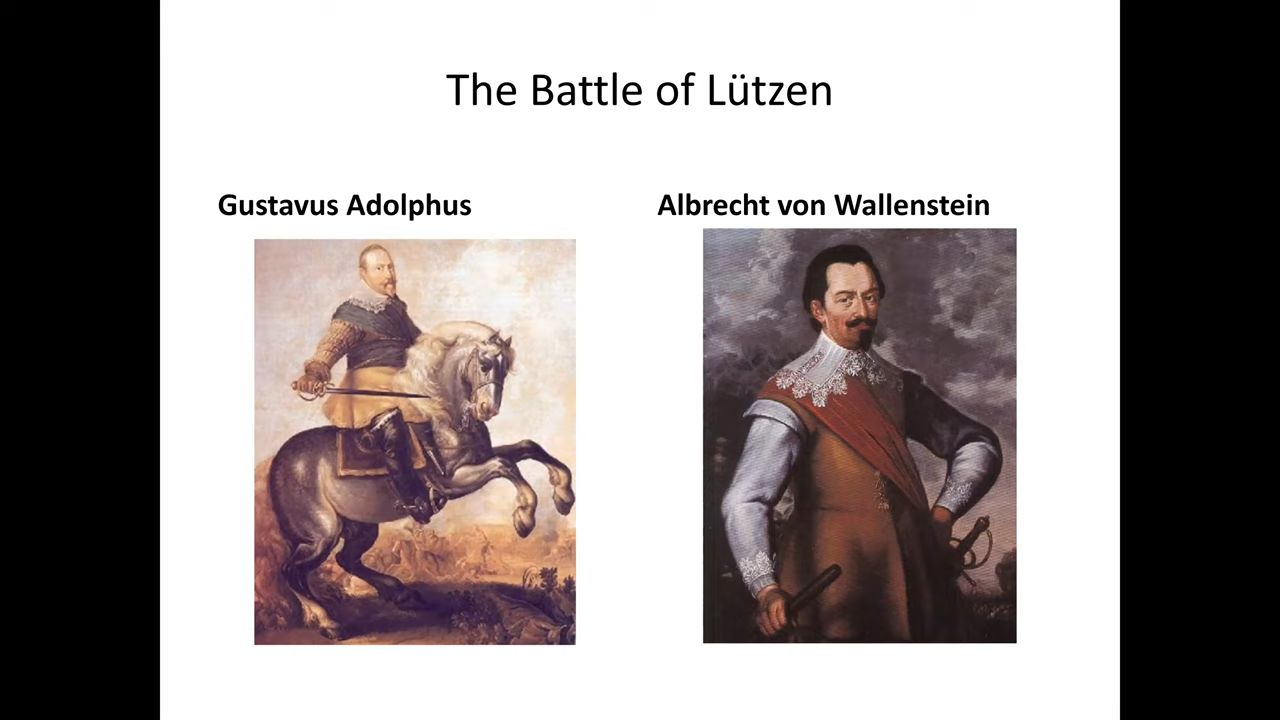 The Battle of Lützen
Gustavus Adolphus
Albrecht von Wallenstein